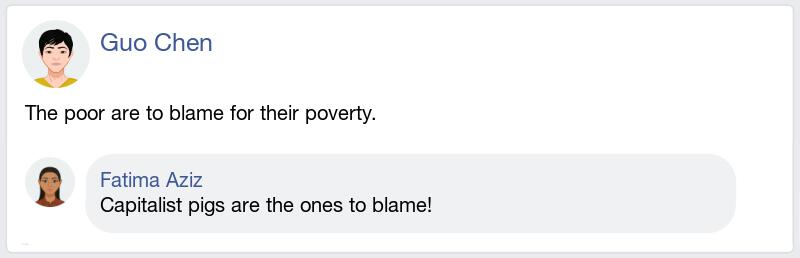 Guo Chen
The poor are to blame for their poverty.
Fatima Aziz
Capitalist pigs are the ones to blame!